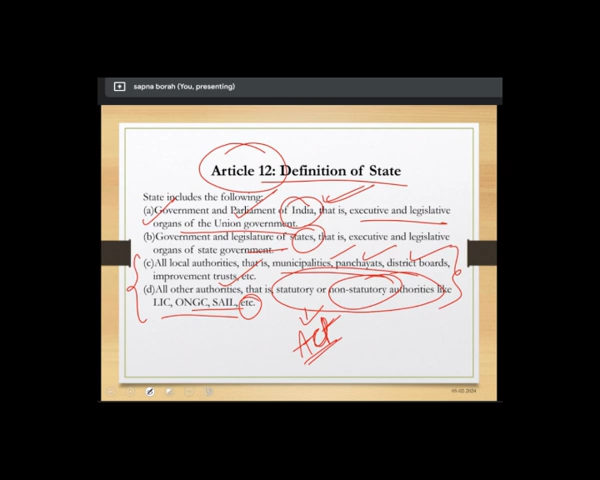 sapna borah (You, presenting)
Article 12: Definition of State
State includes the following:
(a)Government and Parliament of India, that is, executive and legislative
organs of the Union government.
(b)Government and legislature of states, that is, executive and legislative
organs of state government.
(c)All local authorities, that is, municipalities, panchayats, district boards,
improvement trusts, etc.
(d)All other authorities, that is, statutory or non-statutory authorities like
LIC, ONGC, SAIL, etc.
Act